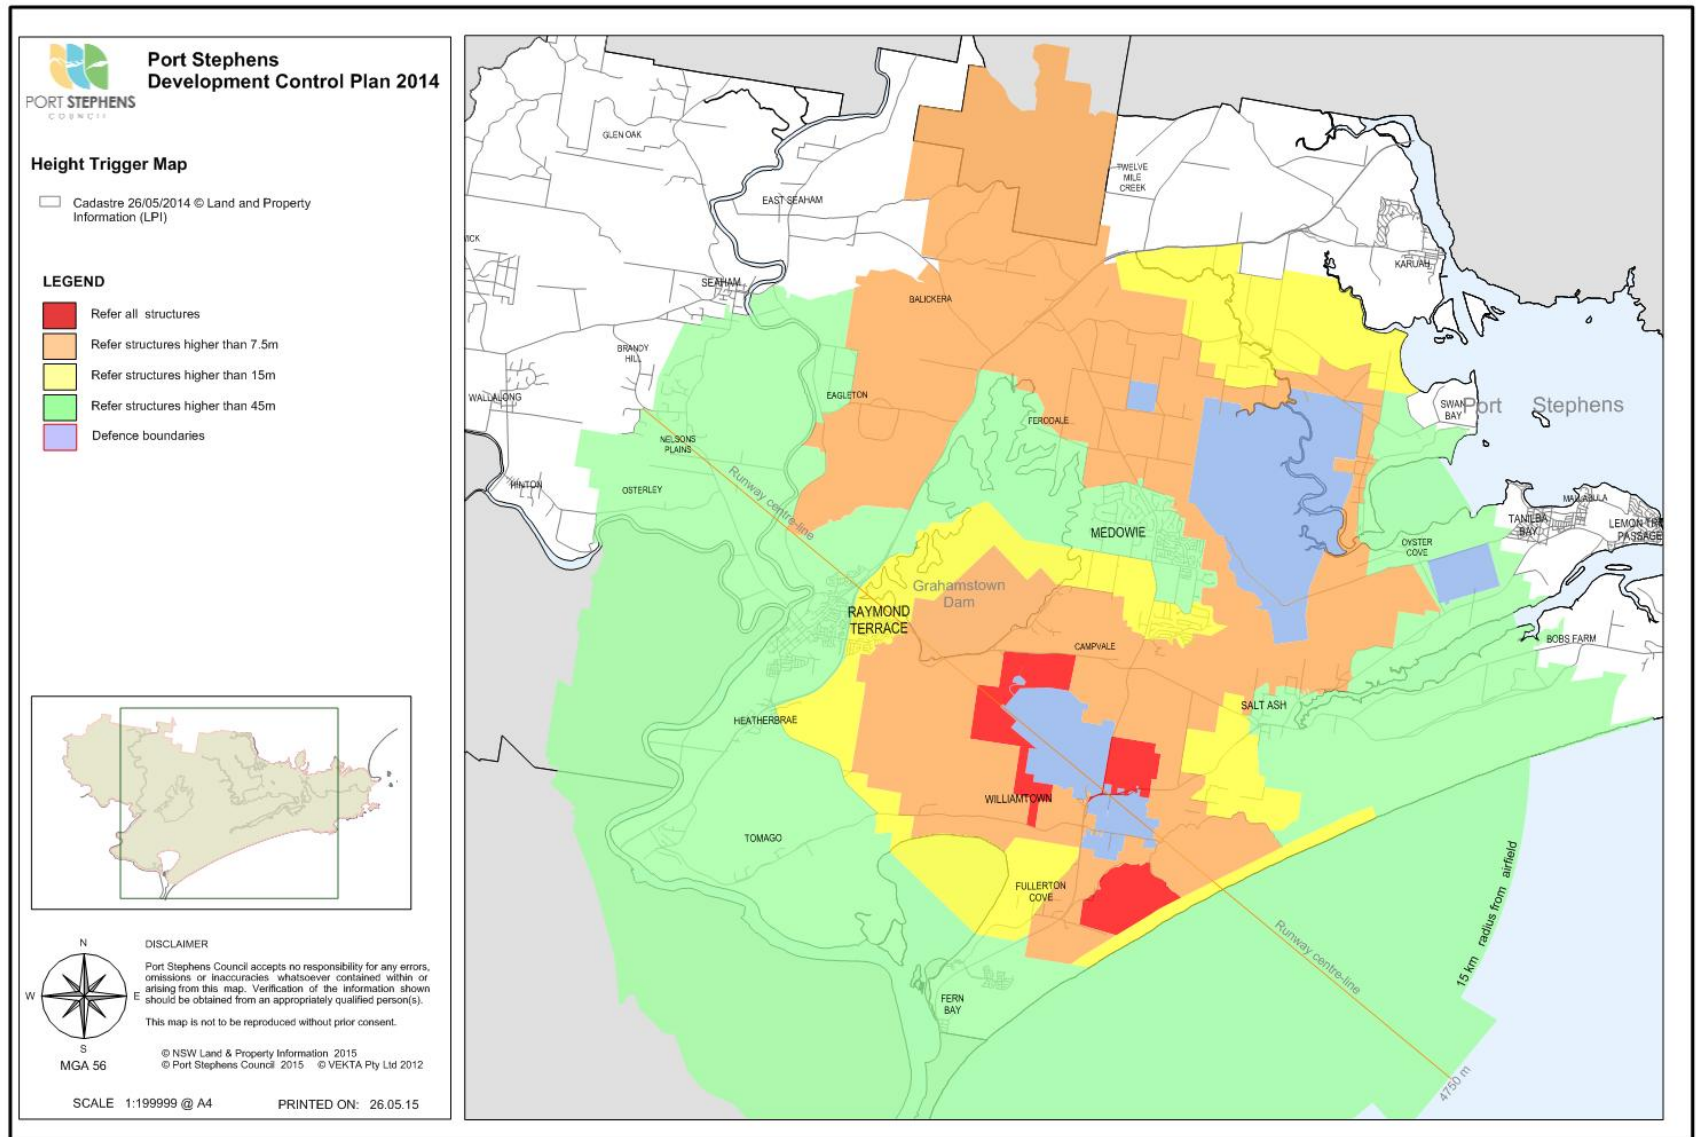 PORT STEPHENS
COUNCIL
Port Stephens
Development Control Plan 2014
Height Trigger Map
Cadastre 26/05/2014 © Land and Property
Information (LPI)
LEGEND
Refer all structures
Refer structures higher than 7.5m
Refer structures higher than 15m
Refer structures higher than 45m
Defence boundaries
N
W
E
S
MGA 56
DISCLAIMER
Port Stephens Council accepts no responsibility for any errors,
omissions or inaccuracies whatsoever contained within or
arising from this map. Verification of the information shown
should be obtained from an appropriately qualified person(s).
This map is not to be reproduced without prior consent.
© NSW Land & Property Information 2015
© Port Stephens Council 2015 © VEKTA Pty Ltd 2012
SCALE 1:199999 @ A4
PRINTED ON: 26.05.15
GLEN OAK
TWELVE
MILE
CREEK
EAST SEAHAM
ICK
KARUAH
SEAHAM
BALICKERA
BRANDY
HILL
WALLALONG
EAGLETON
SWAN
BAY
Port Stephens
FERODALE
NELSONS
PLAINS
Runway centre-line
HINTON
OSTERLEY
MALLABULA
TANILBA
BAY
LEMON TR
PASSAGE
MEDOWIE
OYSTER
COVE
Grahamstown
Dam
RAYMOND
TERRACE
BOBS FARM
CAMPVALE
SALT ASH
HEATHERBRAE
WILLIAMTOWN
TOMAGO
FULLERTON
COVE
15 km radius from airfield
Runway centre-line
FERN
BAY
4750 m